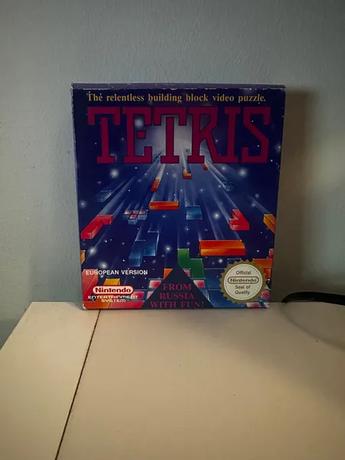 The relentless building block video puzzle.
TETRIS
EUROPEAN VERSION
Nintendo
ENTERTAINMENT
SYSTEM
FROM
RUSSIA
WITH FUN!
Official
Nintendo
Seal of
Quality